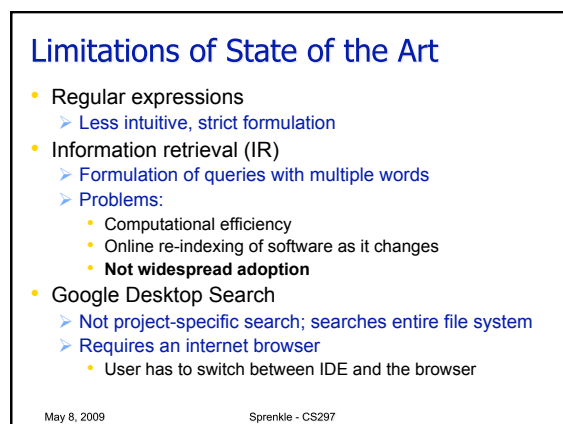 Limitations of State of the Art
• Regular expressions
➢ Less intuitive, strict formulation
• Information retrieval (IR)
➢ Formulation of queries with multiple words
➢ Problems:
• Computational efficiency
• Online re-indexing of software as it changes
• Not widespread adoption
• Google Desktop Search
➢ Not project-specific search; searches entire file system
➢ Requires an internet browser
• User has to switch between IDE and the browser
May 8, 2009 Sprenkle - CS297